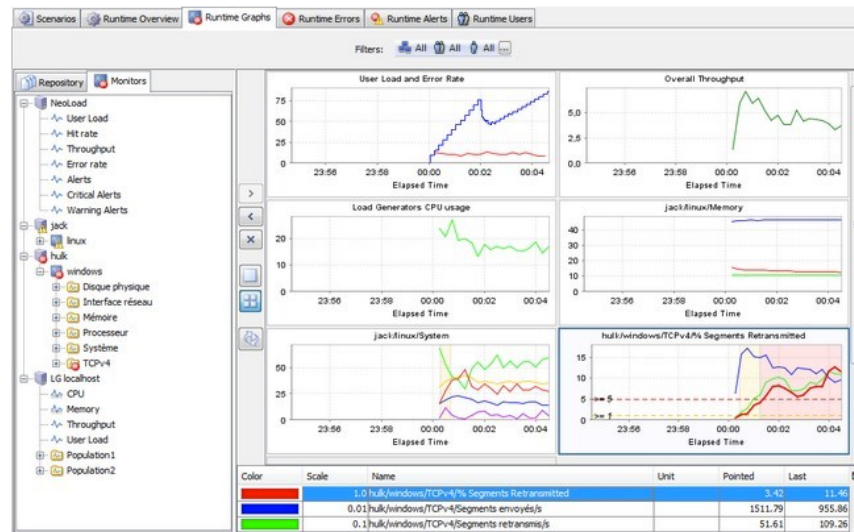 Scenarios Runtime Overview Runtime Graphs Runtime Errors Runtime Alerts Runtime Users
Filters: All All All ...
Repository Monitors
NeoLoad
User Load
Hit rate
Throughput
Error rate
Alerts
Critical Alerts
Warning Alerts
jack
linux
hulk
windows
Disque physique
Interface réseau
Mémoire
Processeur
Système
TCPv4
LG localhost
CPU
Memory
Throughput
User Load
Population1
Population2
User Load and Error Rate
75
50
25
0
23:56 23:58 00:00 00:02 00:04
Elapsed Time
Overall Throughput
5,0
2,5
0,0
23:56 23:58 00:00 00:02 00:04
Elapsed Time
Load Generators CPU usage
20
10
0
23:56 23:58 00:00 00:02 00:04
Elapsed Time
jack/linux/Memory
40
30
20
10
0
23:56 23:58 00:00 00:02 00:04
Elapsed Time
jack/linux/System
50
25
0
23:56 23:58 00:00 00:02 00:04
Elapsed Time
hulk/windows/TCPv4/% Segments Retransmitted
15
10
5
0
>= 5
>= 1
23:56 23:58 00:00 00:02 00:04
Elapsed Time
Color Scale Name Unit Pointed Last
1.0 hulk/windows/TCPv4/% Segments Retransmitted 3.42 11.46
0.01 hulk/windows/TCPv4/Segments envoyés/s 1511.79 955.86
0.1 hulk/windows/TCPv4/Segments retransmis/s 51.61 109.26